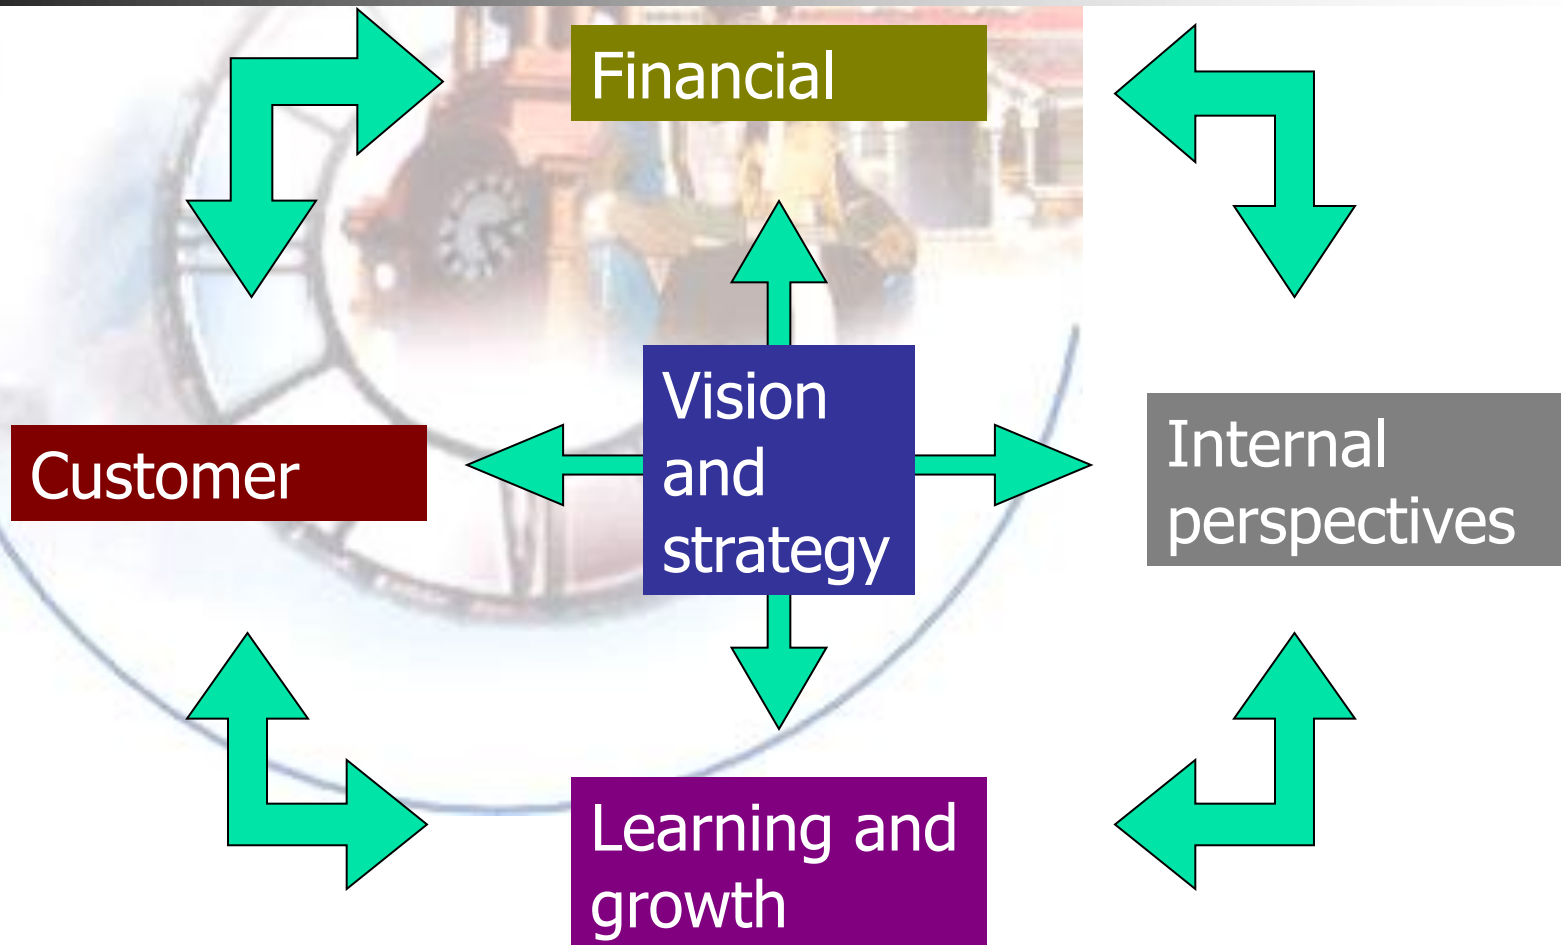 Financial
Vision
and
strategy
Customer
Internal
perspectives
Learning and
growth